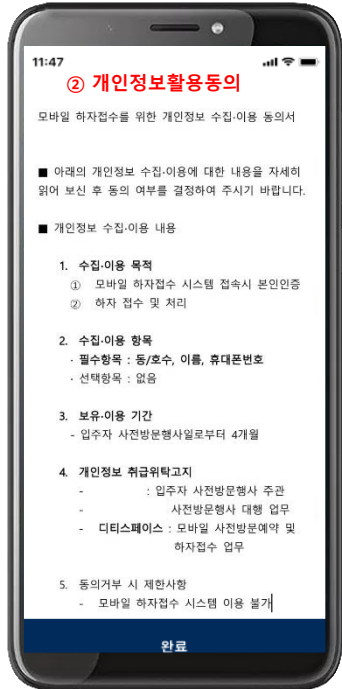 11:47
② 개인정보활용동의
모바일 하자접수를 위한 개인정보 수집·이용 동의서
■ 아래의 개인정보 수집·이용에 대한 내용을 자세히
읽어 보신 후 동의 여부를 결정하여 주시기 바랍니다.
■ 개인정보 수집·이용 내용
1. 수집·이용 목적
① 모바일 하자접수 시스템 접속시 본인인증
② 하자 접수 및 처리
2. 수집·이용 항목
· 필수항목 : 동/호수, 이름, 휴대폰번호
· 선택항목 : 없음
3. 보유·이용 기간
- 입주자 사전방문행사일로부터 4개월
4. 개인정보 취급위탁고지
- : 입주자 사전방문행사 주관
- 사전방문행사 대행 업무
- 디티스페이스 : 모바일 사전방문예약 및
하자접수 업무
5. 동의거부 시 제한사항
- 모바일 하자접수 시스템 이용 불가
완료